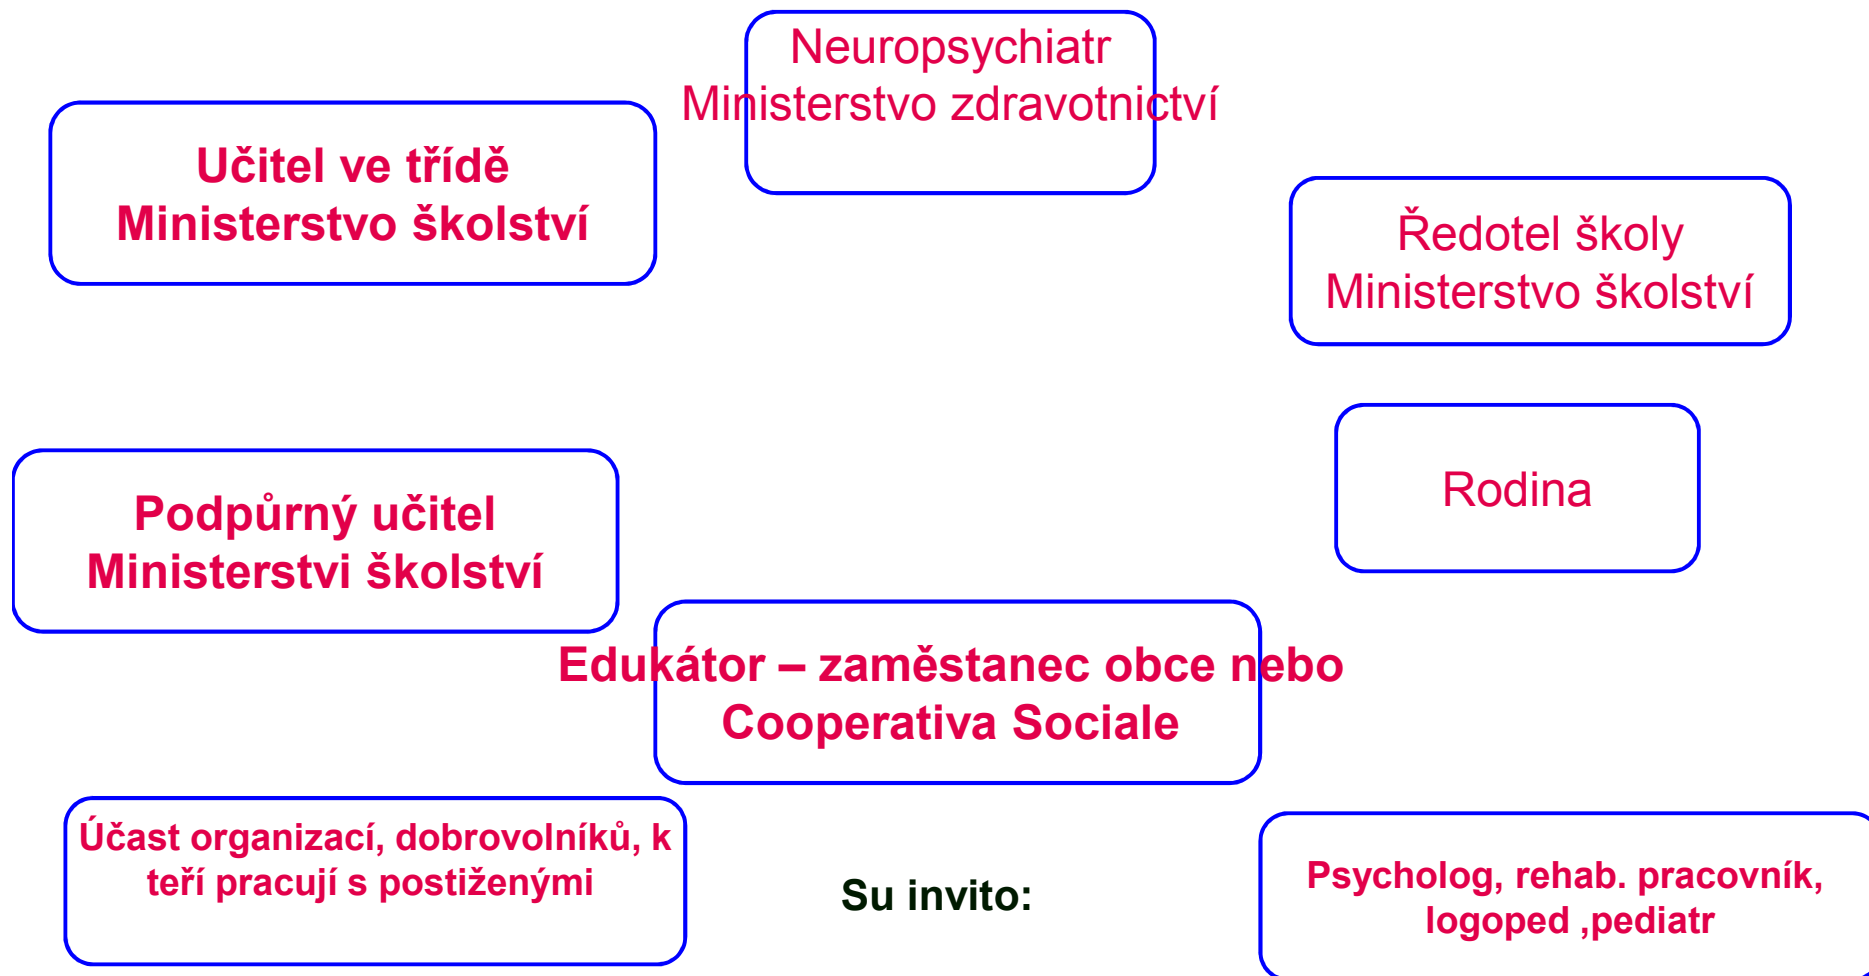 Neuropsychiatr
Ministerstvo zdravotnictví
Učitel ve třídě
Ministerstvo školství
Ředotel školy
Ministerstvo školství
Rodina
Podpůrný učitel
Ministerstvi školství
Edukátor – zaměstanec obce nebo
Cooperativa Sociale
Účast organizací, dobrovolníků, k
teří pracují s postiženými
Su invito:
Psycholog, rehab. pracovník,
logoped ,pediatr